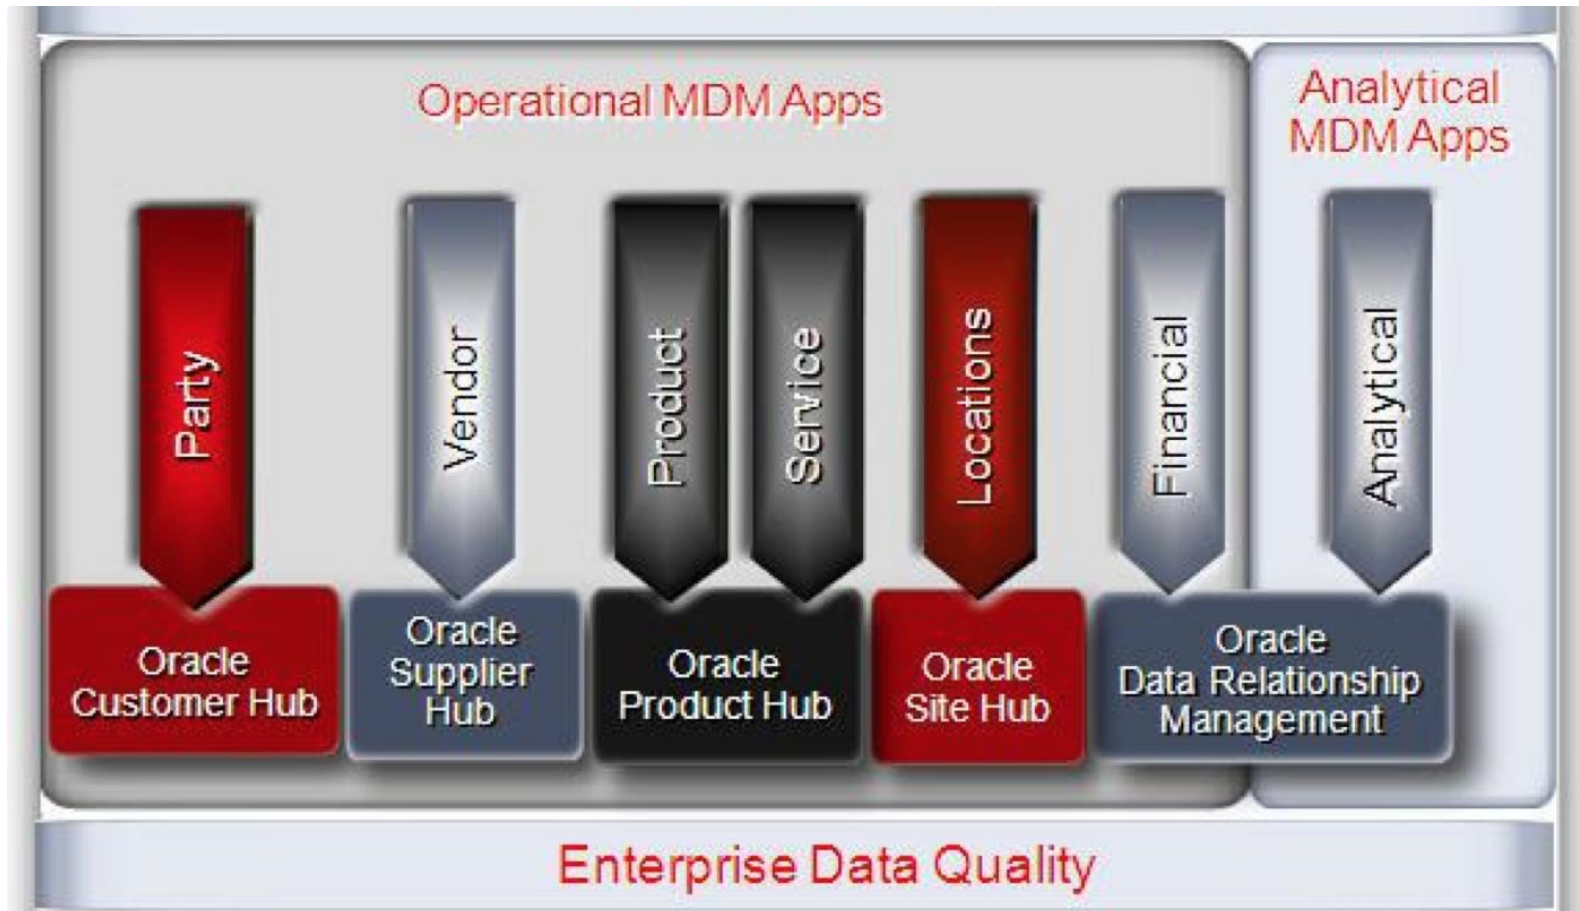 Operational MDM Apps
Analytical
MDM Apps
Party
Vendor
Product
Service
Locations
Financial
Analytical
Oracle
Customer Hub
Oracle
Supplier
Hub
Oracle
Product Hub
Oracle
Site Hub
Oracle
Data Relationship
Management
Enterprise Data Quality